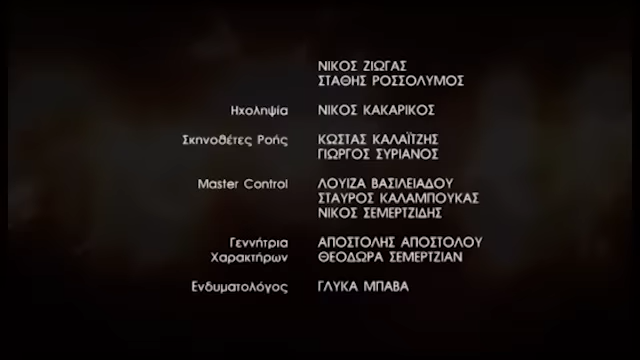 ΝΙΚΟΣ ΖΙΩΓΑΣ
ΣΤΑΘΗΣ ΡΟΣΣΟΛΥΜΟΣ
Ηχοληψία ΝΙΚΟΣ ΚΑΚΑΡΙΚΟΣ
Σκηνοθέτες Ροής ΚΩΣΤΑΣ ΚΑΛΑΪΤΖΗΣ
ΓΙΩΡΓΟΣ ΣΥΡΙΑΝΟΣ
Master Control ΛΟΥΙΖΑ ΒΑΣΙΛΕΙΑΔΟΥ
ΣΤΑΥΡΟΣ ΚΑΛΑΜΠΟΥΚΑΣ
ΝΙΚΟΣ ΣΕΜΕΡΤΖΙΔΗΣ
Γεννήτρια ΑΠΟΣΤΟΛΗΣ ΑΠΟΣΤΟΛΟΥ
Χαρακτήρων ΘΕΟΔΩΡΑ ΣΕΜΕΡΤΖΙΑΝ
Ενδυματολόγος ΓΛΥΚΑ ΜΠΑΒΑ